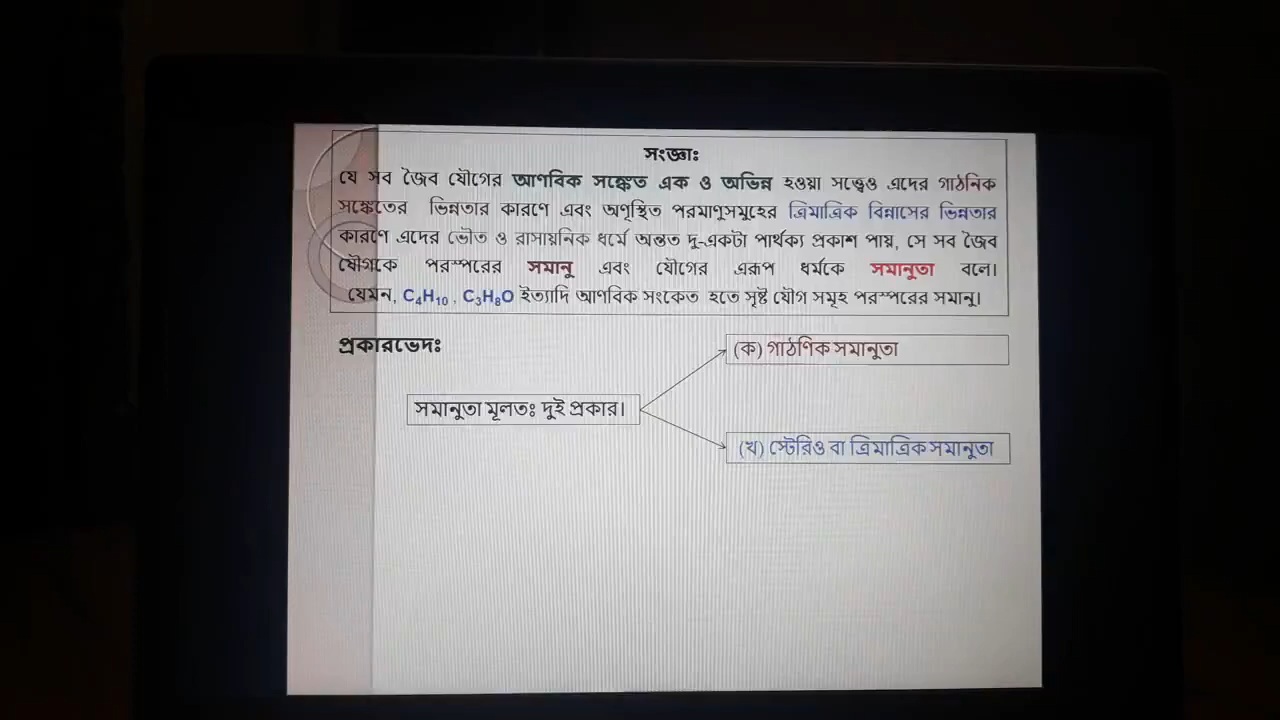 সংজ্ঞাঃ
যে সব জৈব যৌগের আণবিক সঙ্কেত এক ও অভিন্ন হওয়া সত্ত্বেও এদের গাঠনিক
সঙ্কেতের ভিন্নতার কারণে এবং অণুস্থিত পরমাণুসমূহের ত্রিমাত্রিক বিন্নাসের ভিন্নতার
কারণে এদের ভৌত ও রাসায়নিক ধর্মে অন্তত দু-একটা পার্থক্য প্রকাশ পায়, সে সব জৈব
যৌগকে পরস্পরের সমানু এবং যৌগের এরূপ ধর্মকে সমানুতা বলে।
যেমন, C₄H₁₀ , C₃H₈O ইত্যাদি আণবিক সংকেত হতে সৃষ্ট যৌগ সমূহ পরস্পরের সমানু।
প্রকারভেদঃ
(ক) গাঠণিক সমানুতা
সমানুতা মূলতঃ দুই প্রকার।
(খ) স্টেরিও বা ত্রিমাত্রিক সমানুতা